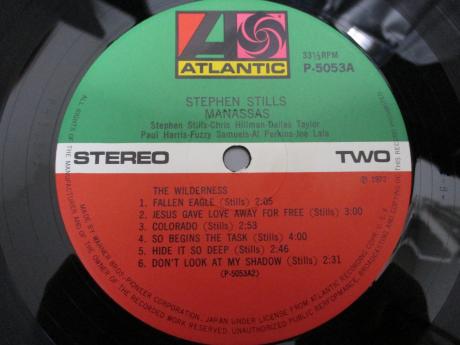 33⅓RPM
P-5053A
ATLANTIC
STEPHEN STILLS
MANASSAS
Stephen Stills-Chris Hillman-Dallas Taylor
Paul Harris-Fuzzy Samuels-Al Perkins-Joe Lala
STEREO TWO
℗ 1972
THE WILDERNESS
1. FALLEN EAGLE (Stills) 2:05
2. JESUS GAVE LOVE AWAY FOR FREE (Stills) 3:00
3. COLORADO (Stills) 2:53
4. SO BEGINS THE TASK (Stills) 4:00
5. HIDE IT SO DEEP (Stills) 2:46
6. DON'T LOOK AT MY SHADOW (Stills) 2:31
(P-5053A2)
MADE BY WARNER BROS.-PIONEER CORPORATION, JAPAN UNDER LICENSE FROM ATLANTIC RECORDING CORP., U.S.A.
ALL RIGHTS OF THE MANUFACTURER AND OF THE OWNER OF THE RECORDED WORK RESERVED. UNAUTHORIZED PUBLIC PERFORMANCE, BROADCASTING AND COPYING OF THIS RECORD